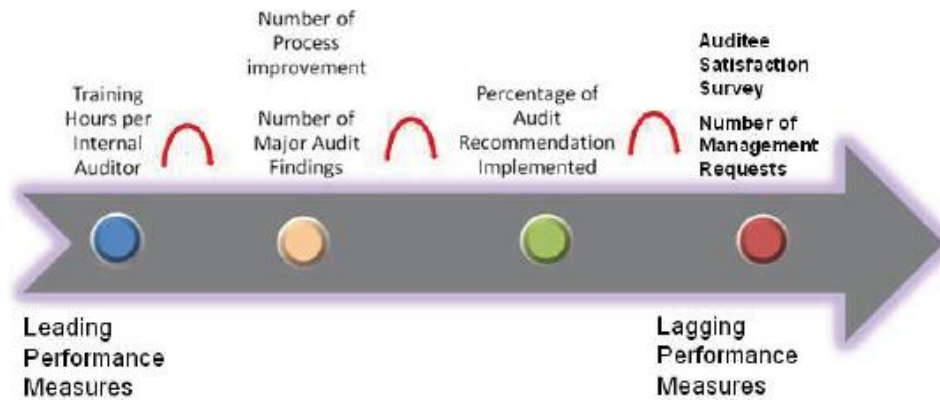 Training
Hours per
Internal
Auditor
Number of
Process
improvement
Number of
Major Audit
Findings
Percentage of
Audit
Recommendation
Implemented
Auditee
Satisfaction
Survey
Number of
Management
Requests
Leading
Performance
Measures
Lagging
Performance
Measures